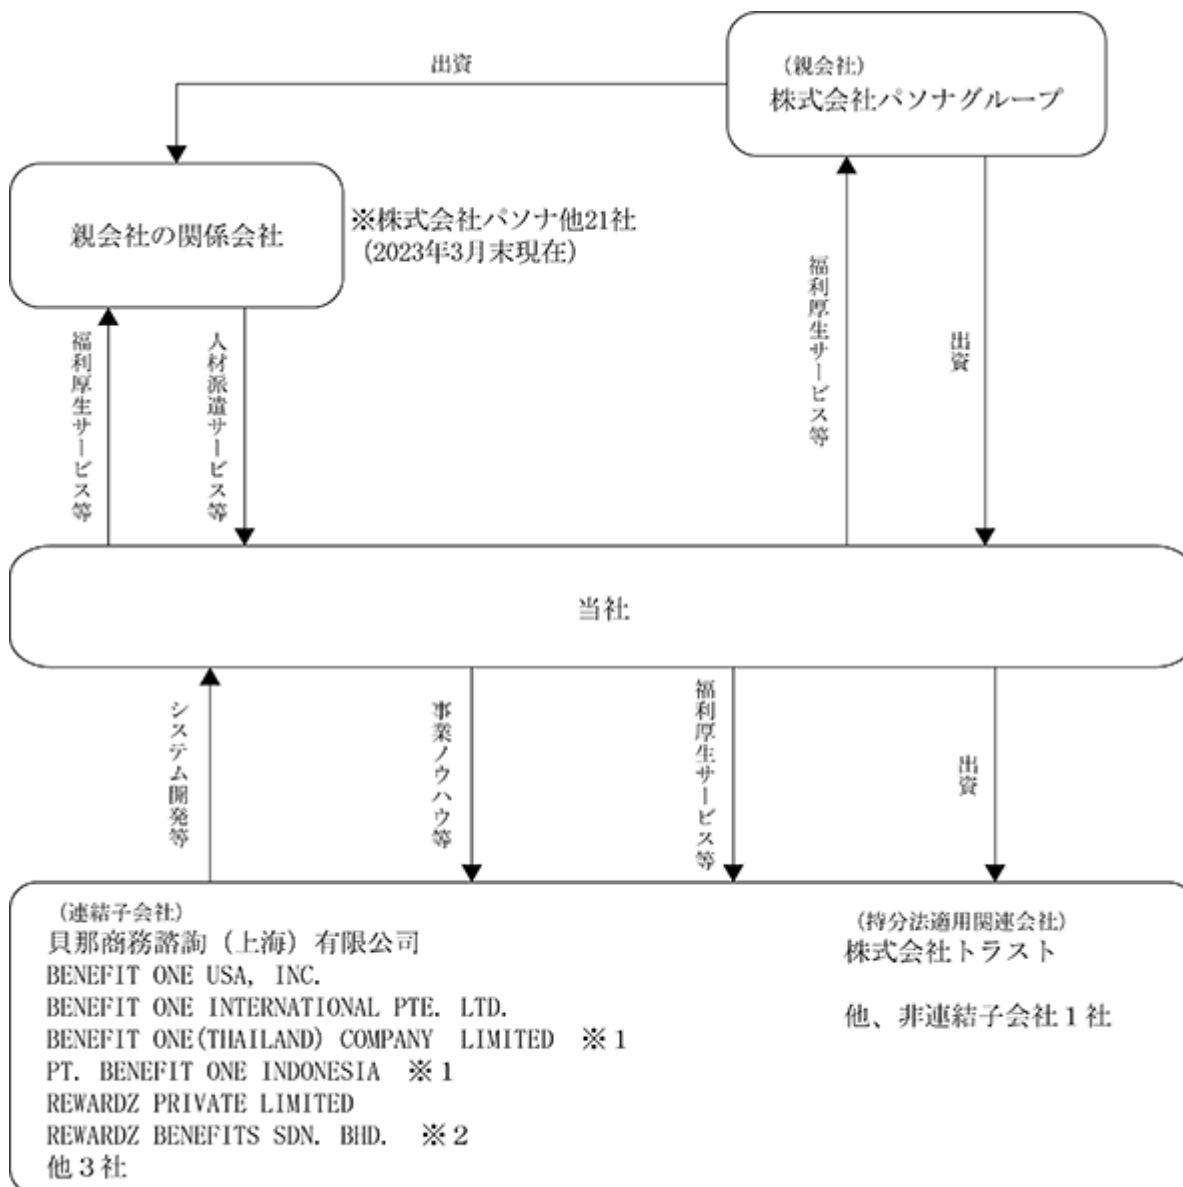 出資
(親会社)
株式会社パソナグループ
親会社の関係会社
※株式会社パソナ他21社
(2023年3月末現在)
福利厚生サービス等
人材派遣サービス等
福利厚生サービス等
出資
当社
システム開発等
事業ノウハウ等
福利厚生サービス等
出資
(連結子会社)
貝那商務諮詢(上海)有限公司
BENEFIT ONE USA, INC.
BENEFIT ONE INTERNATIONAL PTE. LTD.
BENEFIT ONE(THAILAND) COMPANY LIMITED ※1
PT. BENEFIT ONE INDONESIA ※1
REWARDZ PRIVATE LIMITED
REWARDZ BENEFITS SDN. BHD. ※2
他3社
(持分法適用関連会社)
株式会社トラスト
他、非連結子会社1社